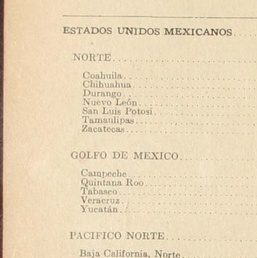 ESTADOS UNIDOS MEXICANOS.....
NORTE...............
Coahuila...............
Chihuahua...............
Durango...............
Nuevo León...............
San Luis Potosi...............
Tamaulipas...............
Zacatecas...............
GOLFO DE MEXICO.....
Campeche...............
Quintana Roo...............
Tabasco...............
Veracruz...............
Yucatán...............
PACIFICO NORTE.....
Baja California, Norte.....